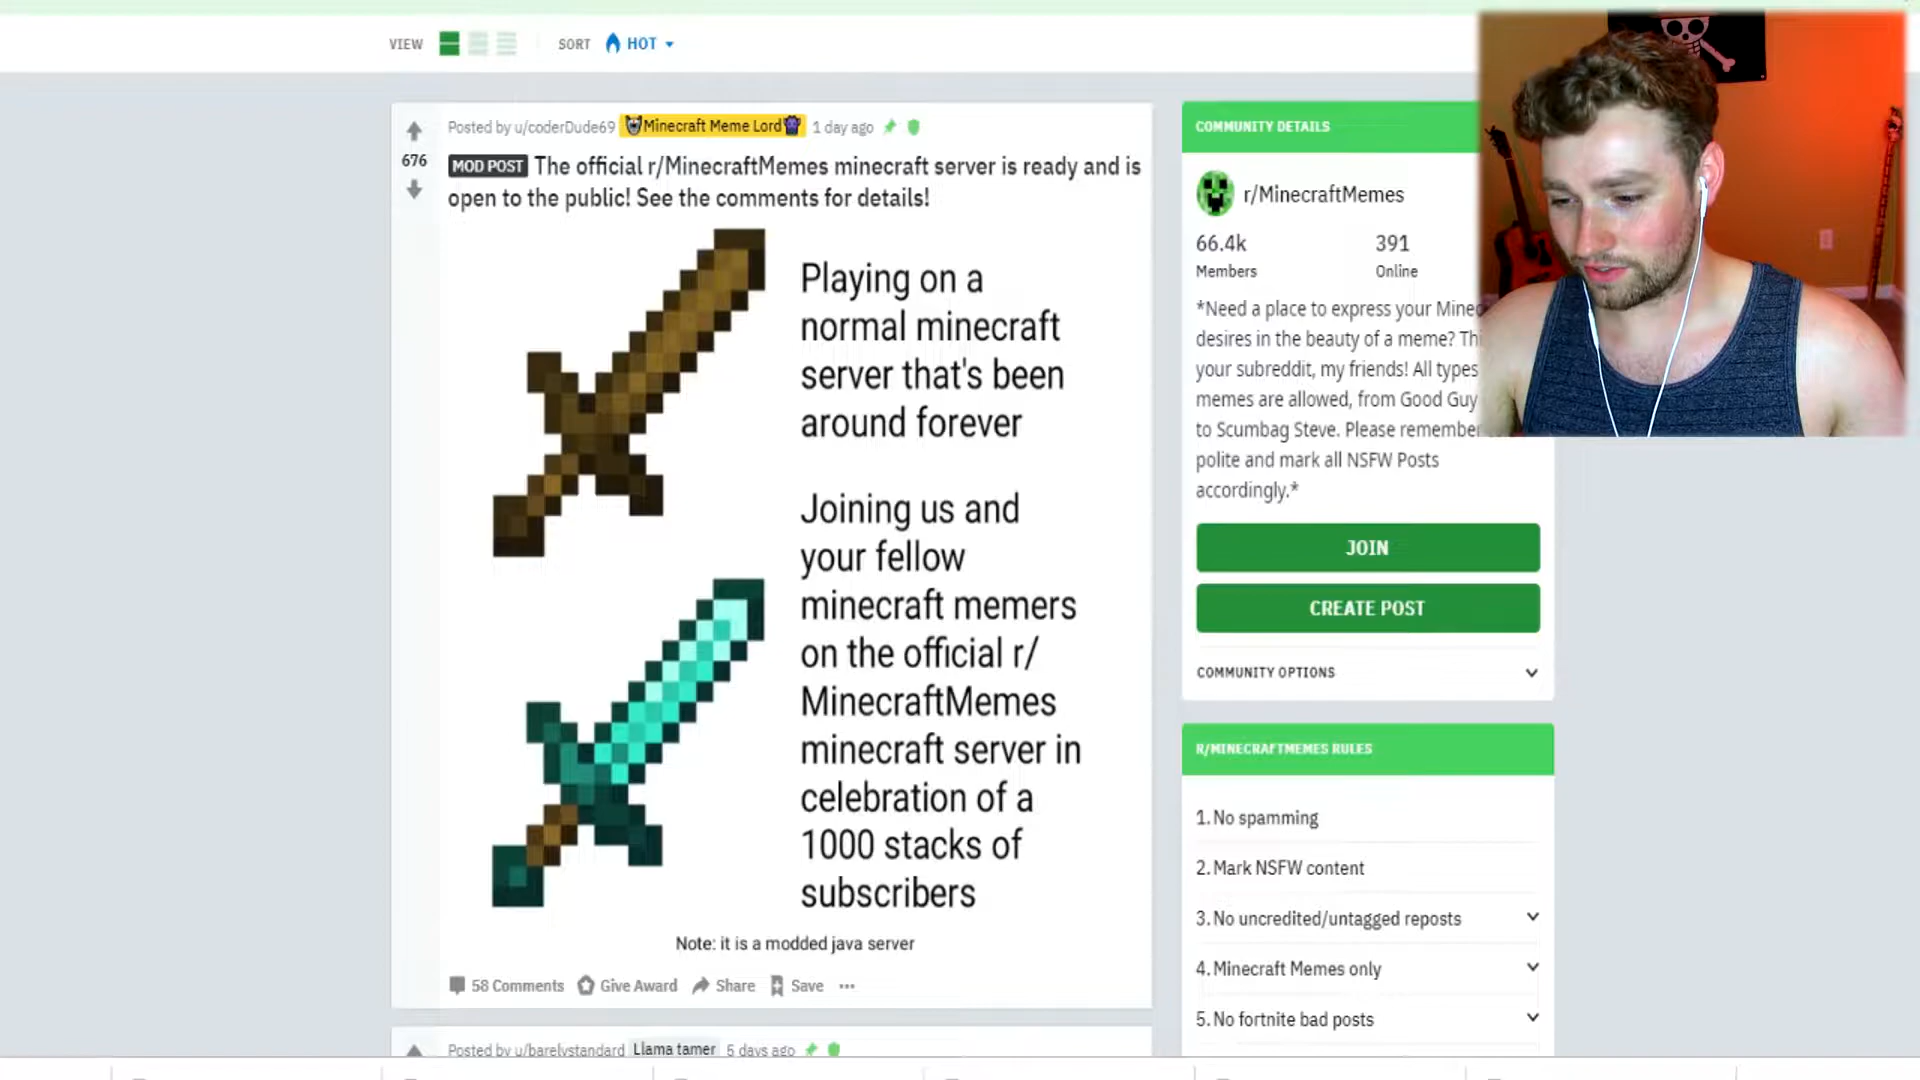 VIEW SORT HOT
Posted by u/coderDude69 Minecraft Meme Lord 1 day ago
676
MOD POST The official r/MinecraftMemes minecraft server is ready and is
open to the public! See the comments for details!
Playing on a
normal minecraft
server that's been
around forever
Joining us and
your fellow
minecraft memers
on the official r/
MinecraftMemes
minecraft server in
celebration of a
1000 stacks of
subscribers
Note: it is a modded java server
58 Comments Give Award Share Save ...
Posted by u/barelystandard Llama tamer 5 days ago
COMMUNITY DETAILS
r/MinecraftMemes
66.4k 391
Members Online
*Need a place to express your
desires in the beauty of a meme?
your subreddit, my friends! All types
memes are allowed, from Good Guy
to Scumbag Steve. Please remember
polite and mark all NSFW Posts
accordingly.*
JOIN
CREATE POST
COMMUNITY OPTIONS
R/MINECRAFTMEMES RULES
1. No spamming
2. Mark NSFW content
3. No uncredited/untagged reposts
4. Minecraft Memes only
5. No fortnite bad posts